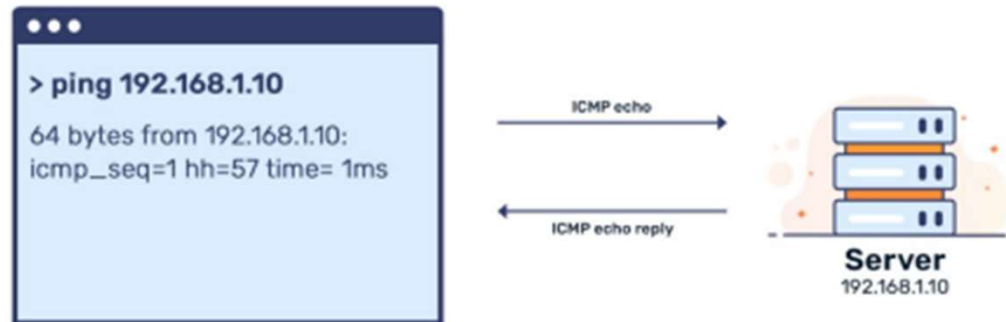 > ping 192.168.1.10
64 bytes from 192.168.1.10:
icmp_seq=1 hh=57 time= 1ms
ICMP echo
ICMP echo reply
Server
192.168.1.10